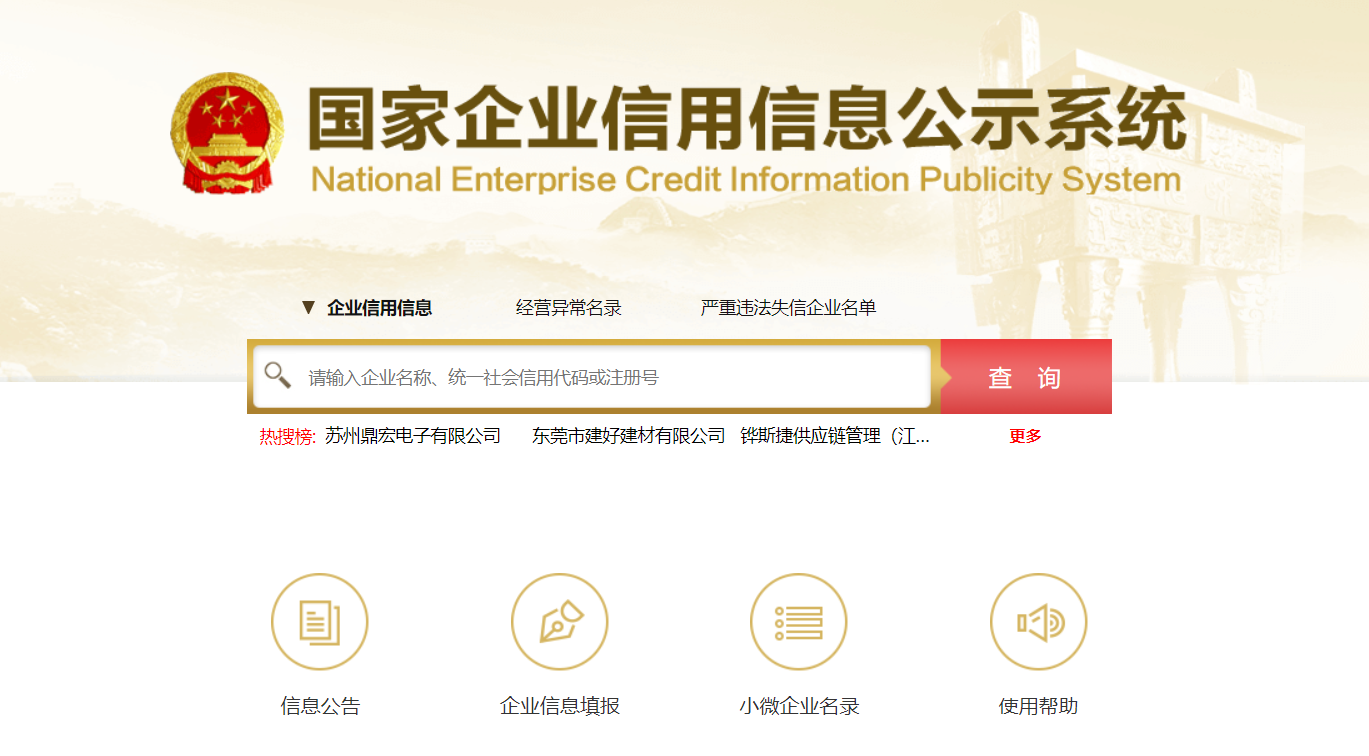 国家企业信用信息公示系统
National Enterprise Credit Information Publicity System
▼ 企业信用信息 经营异常名录 严重违法失信企业名单
请输入企业名称、统一社会信用代码或注册号 查 询
热搜榜: 苏州鼎宏电子有限公司 东莞市建好建材有限公司 铧斯捷供应链管理（江... 更多
信息公告 企业信息填报 小微企业名录 使用帮助